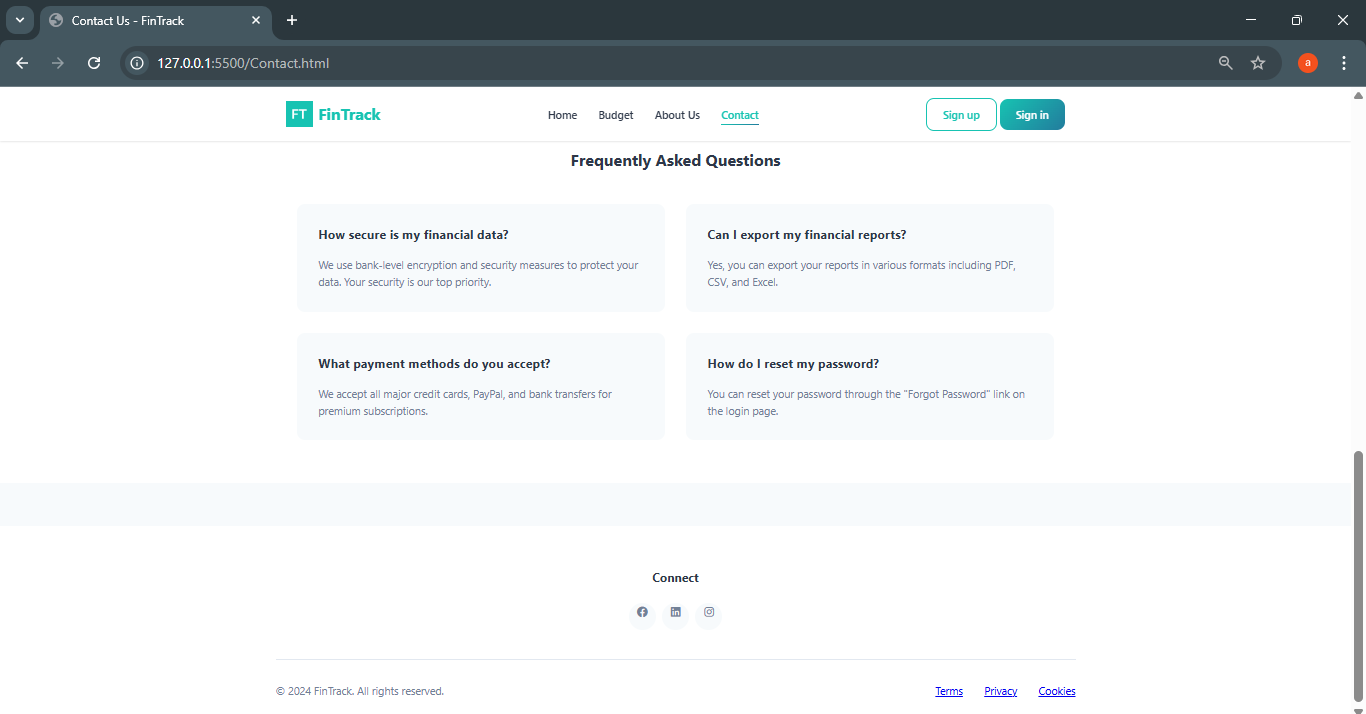 Contact Us - FinTrack
127.0.0.1:5500/Contact.html
a
FT FinTrack
Home Budget About Us Contact
Sign up Sign in
Frequently Asked Questions
How secure is my financial data?
We use bank-level encryption and security measures to protect your
data. Your security is our top priority.
Can I export my financial reports?
Yes, you can export your reports in various formats including PDF,
CSV, and Excel.
What payment methods do you accept?
We accept all major credit cards, PayPal, and bank transfers for
premium subscriptions.
How do I reset my password?
You can reset your password through the "Forgot Password" link on
the login page.
Connect
© 2024 FinTrack. All rights reserved.
Terms Privacy Cookies